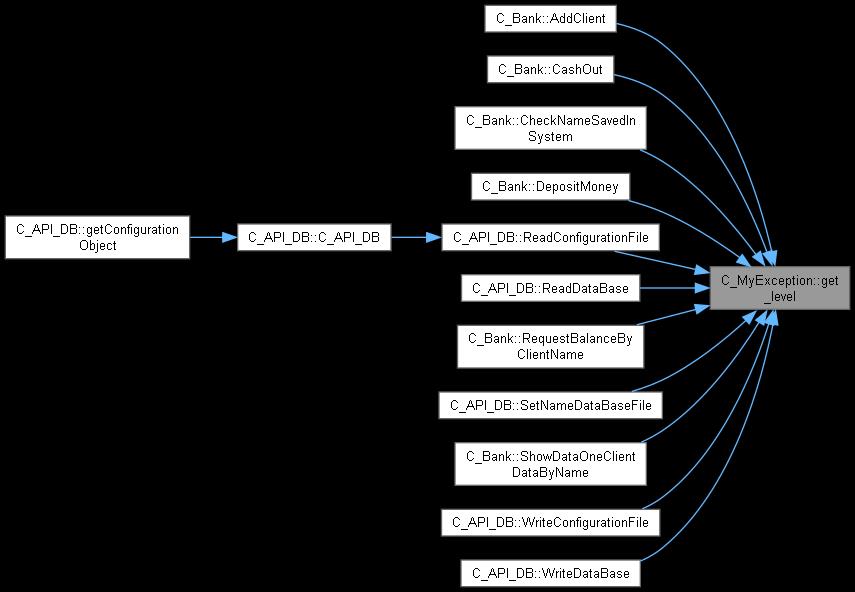 C_Bank::AddClient
C_Bank::CashOut
C_Bank::CheckNameSavedIn
System
C_Bank::DepositMoney
C_API_DB::getConfiguration
Object
C_API_DB::C_API_DB
C_API_DB::ReadConfigurationFile
C_MyException::get
_level
C_API_DB::ReadDataBase
C_Bank::RequestBalanceBy
ClientName
C_API_DB::SetNameDataBaseFile
C_Bank::ShowDataOneClient
DataByName
C_API_DB::WriteConfigurationFile
C_API_DB::WriteDataBase